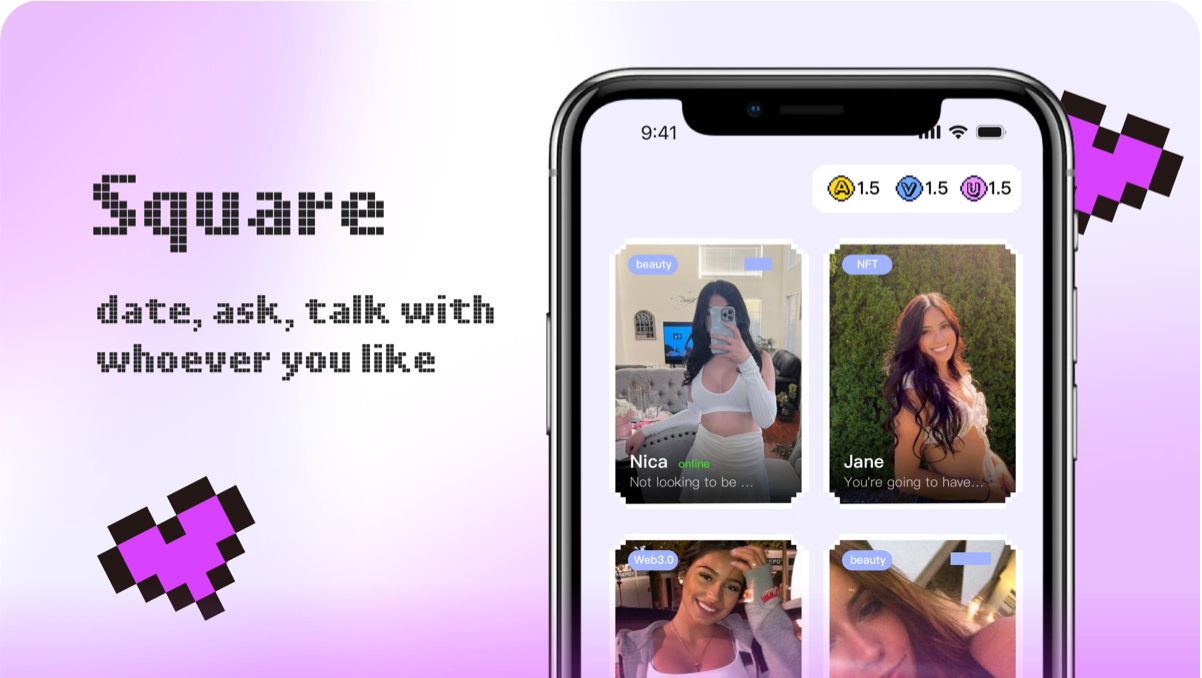 Square
date, ask, talk with
whoever you like
9:41
A 1.5 V 1.5 U 1.5
beauty
NFT
Nica online
Not looking to be ...
Jane
You're going to have...
Web3.0
beauty